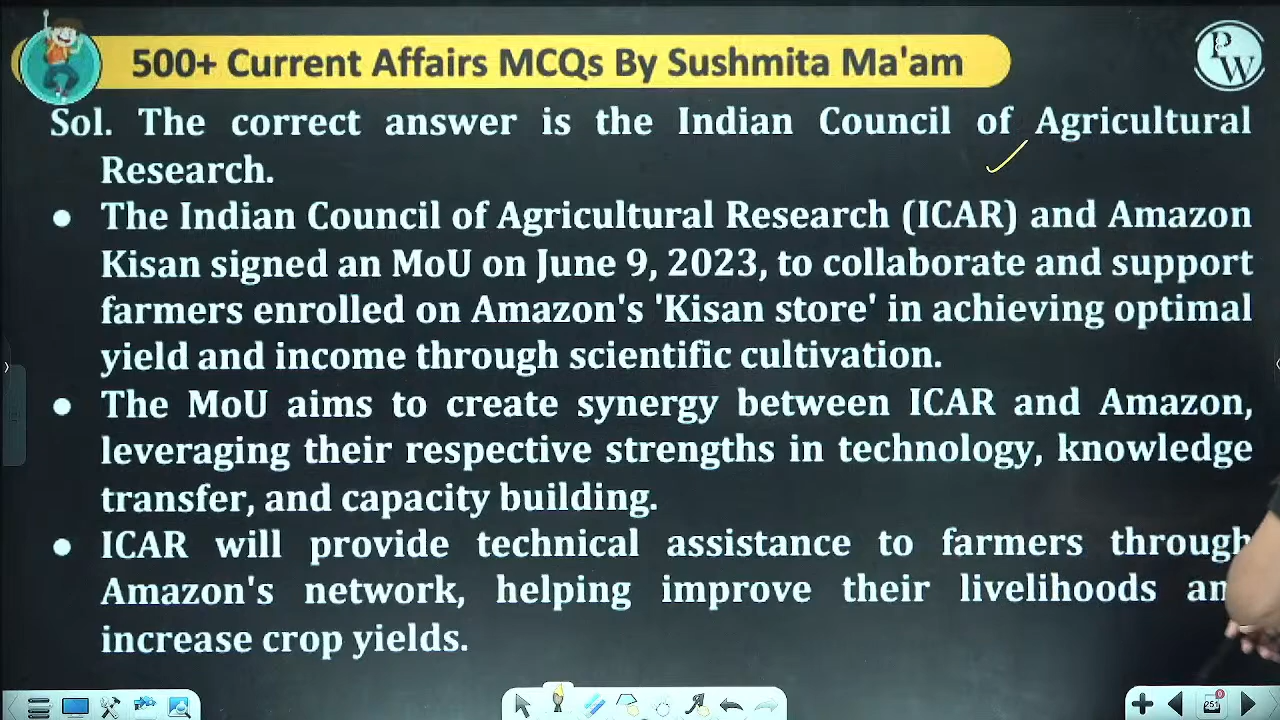 500+ Current Affairs MCQs By Sushmita Ma'am
PW
Sol. The correct answer is the Indian Council of Agricultural
Research.
● The Indian Council of Agricultural Research (ICAR) and Amazon
Kisan signed an MoU on June 9, 2023, to collaborate and support
farmers enrolled on Amazon's 'Kisan store' in achieving optimal
yield and income through scientific cultivation.
● The MoU aims to create synergy between ICAR and Amazon,
leveraging their respective strengths in technology, knowledge
transfer, and capacity building.
● ICAR will provide technical assistance to farmers through
Amazon's network, helping improve their livelihoods an
increase crop yields.
251